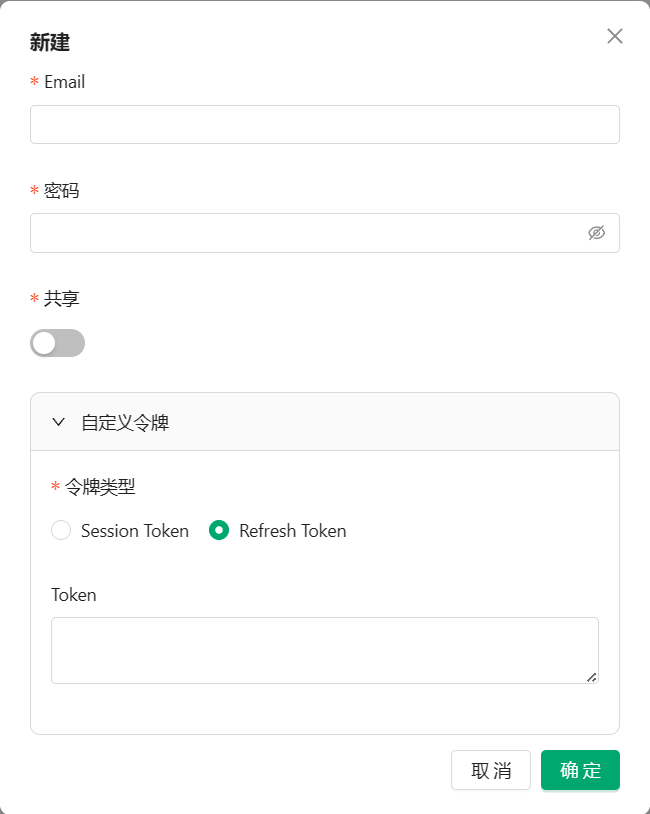 新建
* Email
* 密码
* 共享
自定义令牌
* 令牌类型
Session Token Refresh Token
Token
取 消 确 定